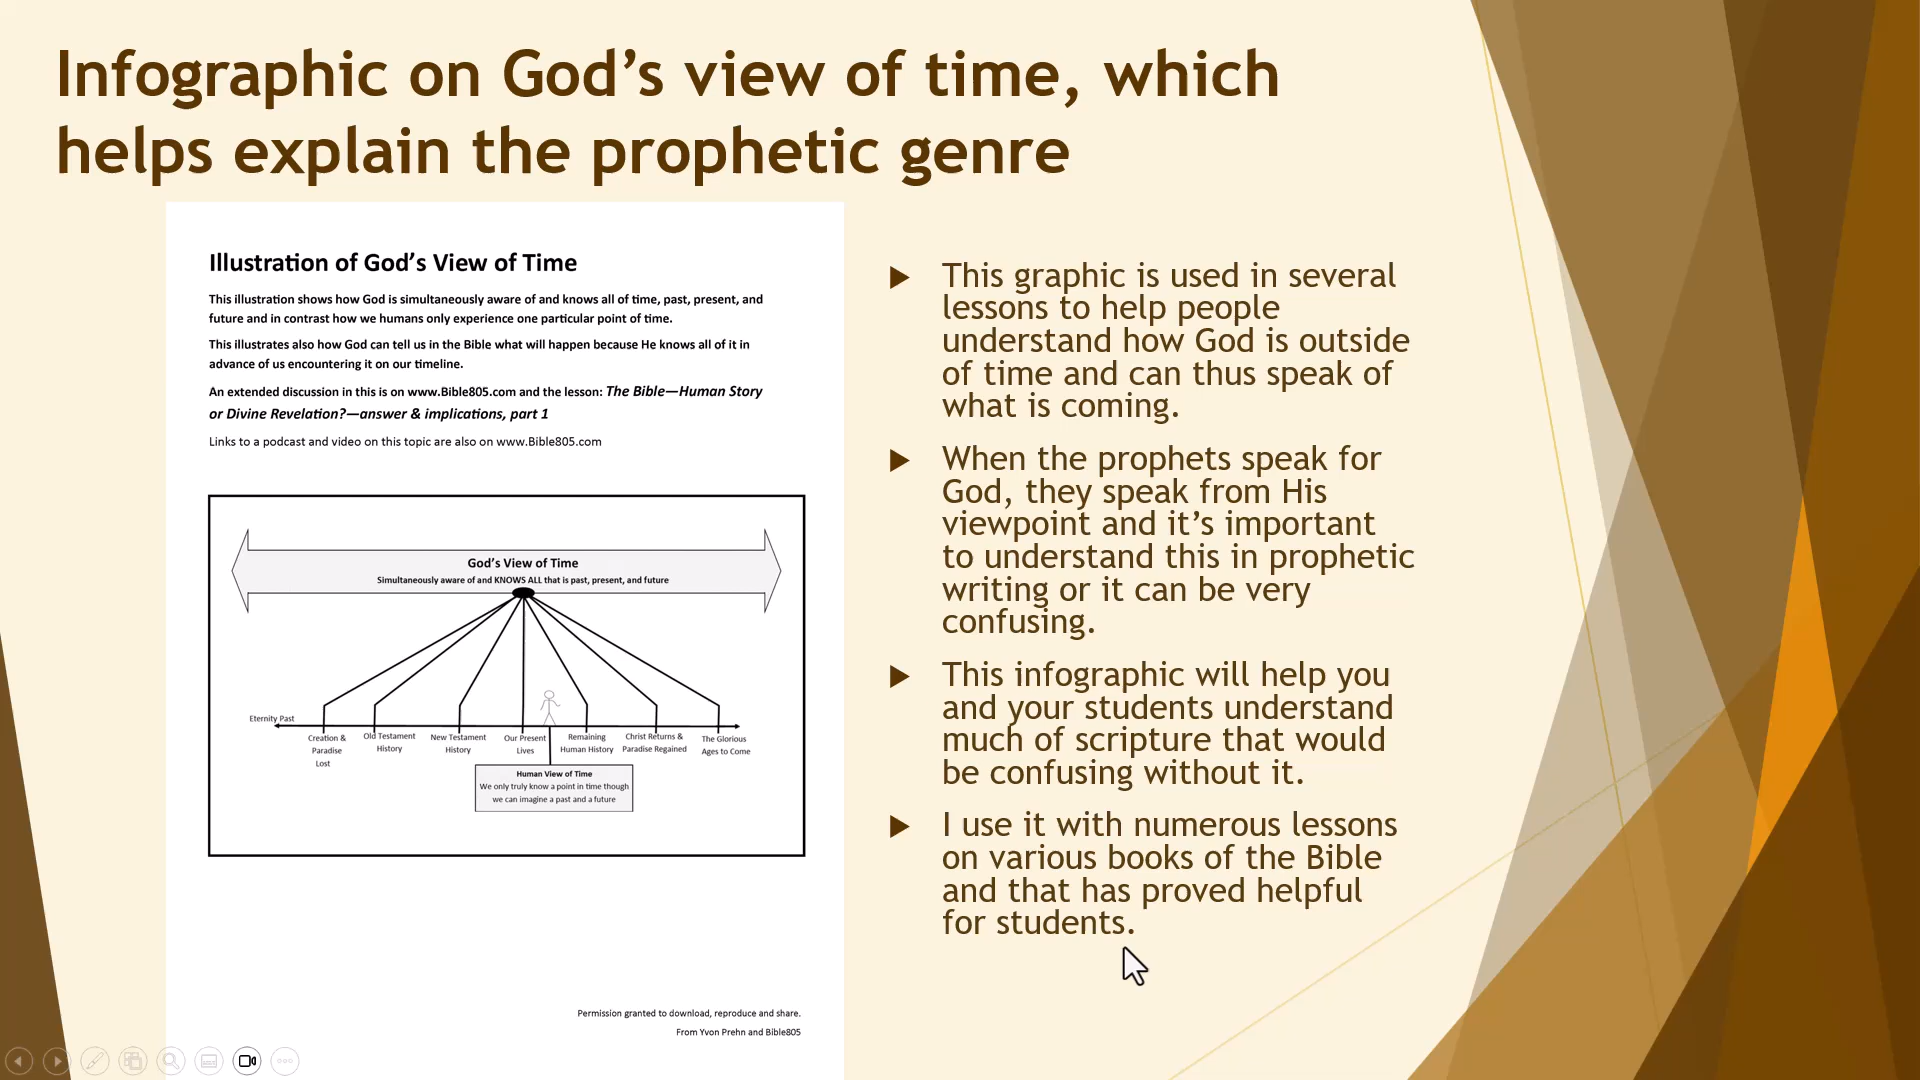 Infographic on God’s view of time, which
helps explain the prophetic genre
Illustration of God’s View of Time
This illustration shows how God is simultaneously aware of and knows all of time, past, present, and
future and in contrast how we humans only experience one particular point of time.
This illustrates also how God can tell us in the Bible what will happen because He knows all of it in
advance of us encountering it on our timeline.
An extended discussion in this is on www.Bible805.com and the lesson: The Bible—Human Story
or Divine Revelation?—answer & implications, part 1
Links to a podcast and video on this topic are also on www.Bible805.com
God’s View of Time
Simultaneously aware of and KNOWS ALL that is past, present, and future
Eternity Past
Creation &
Paradise
Lost
Old Testament
History
New Testament
History
Our Present
Lives
Remaining
Human History
Christ Returns &
Paradise Regained
The Glorious
Ages to Come
Human View of Time
We only truly know a point in time though
we can imagine a past and a future
Permission granted to download, reproduce and share.
From Yvon Prehn and Bible805
This graphic is used in several
lessons to help people
understand how God is outside
of time and can thus speak of
what is coming.
When the prophets speak for
God, they speak from His
viewpoint and it’s important
to understand this in prophetic
writing or it can be very
confusing.
This infographic will help you
and your students understand
much of scripture that would
be confusing without it.
I use it with numerous lessons
on various books of the Bible
and that has proved helpful
for students.